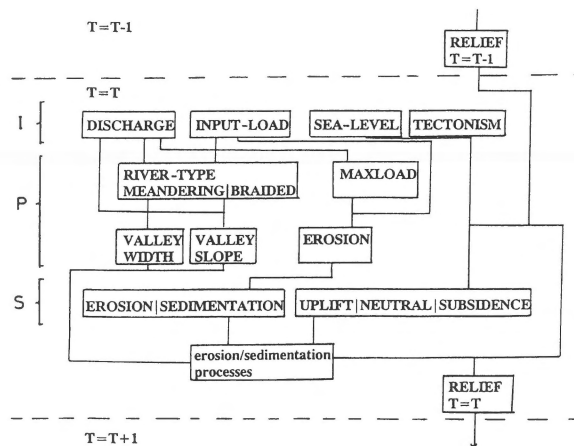 T=T-1
RELIEF
T=T-1
T=T
I
DISCHARGE
INPUT-LOAD
SEA-LEVEL
TECTONISM
P
RIVER-TYPE
MEANDERING|BRAIDED
MAXLOAD
VALLEY
WIDTH
VALLEY
SLOPE
EROSION
S
EROSION|SEDIMENTATION
UPLIFT|NEUTRAL|SUBSIDENCE
erosion/sedimentation
processes
RELIEF
T=T
T=T+1